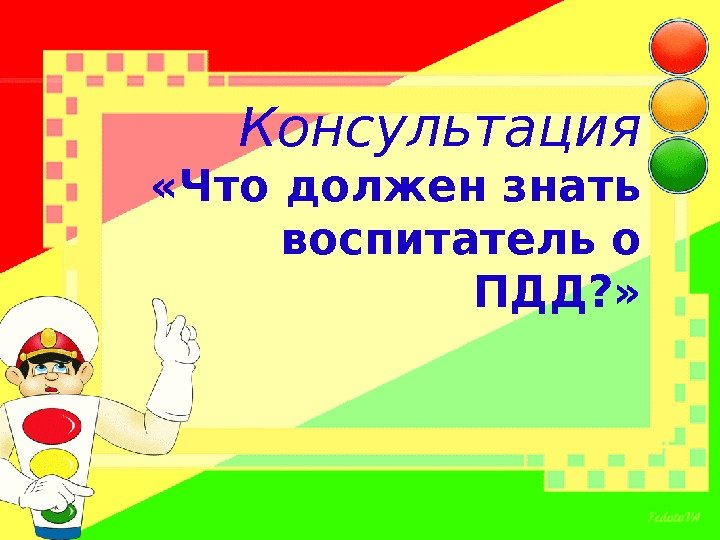 Консультация
«Что должен знать
воспитатель о
ПДД?»